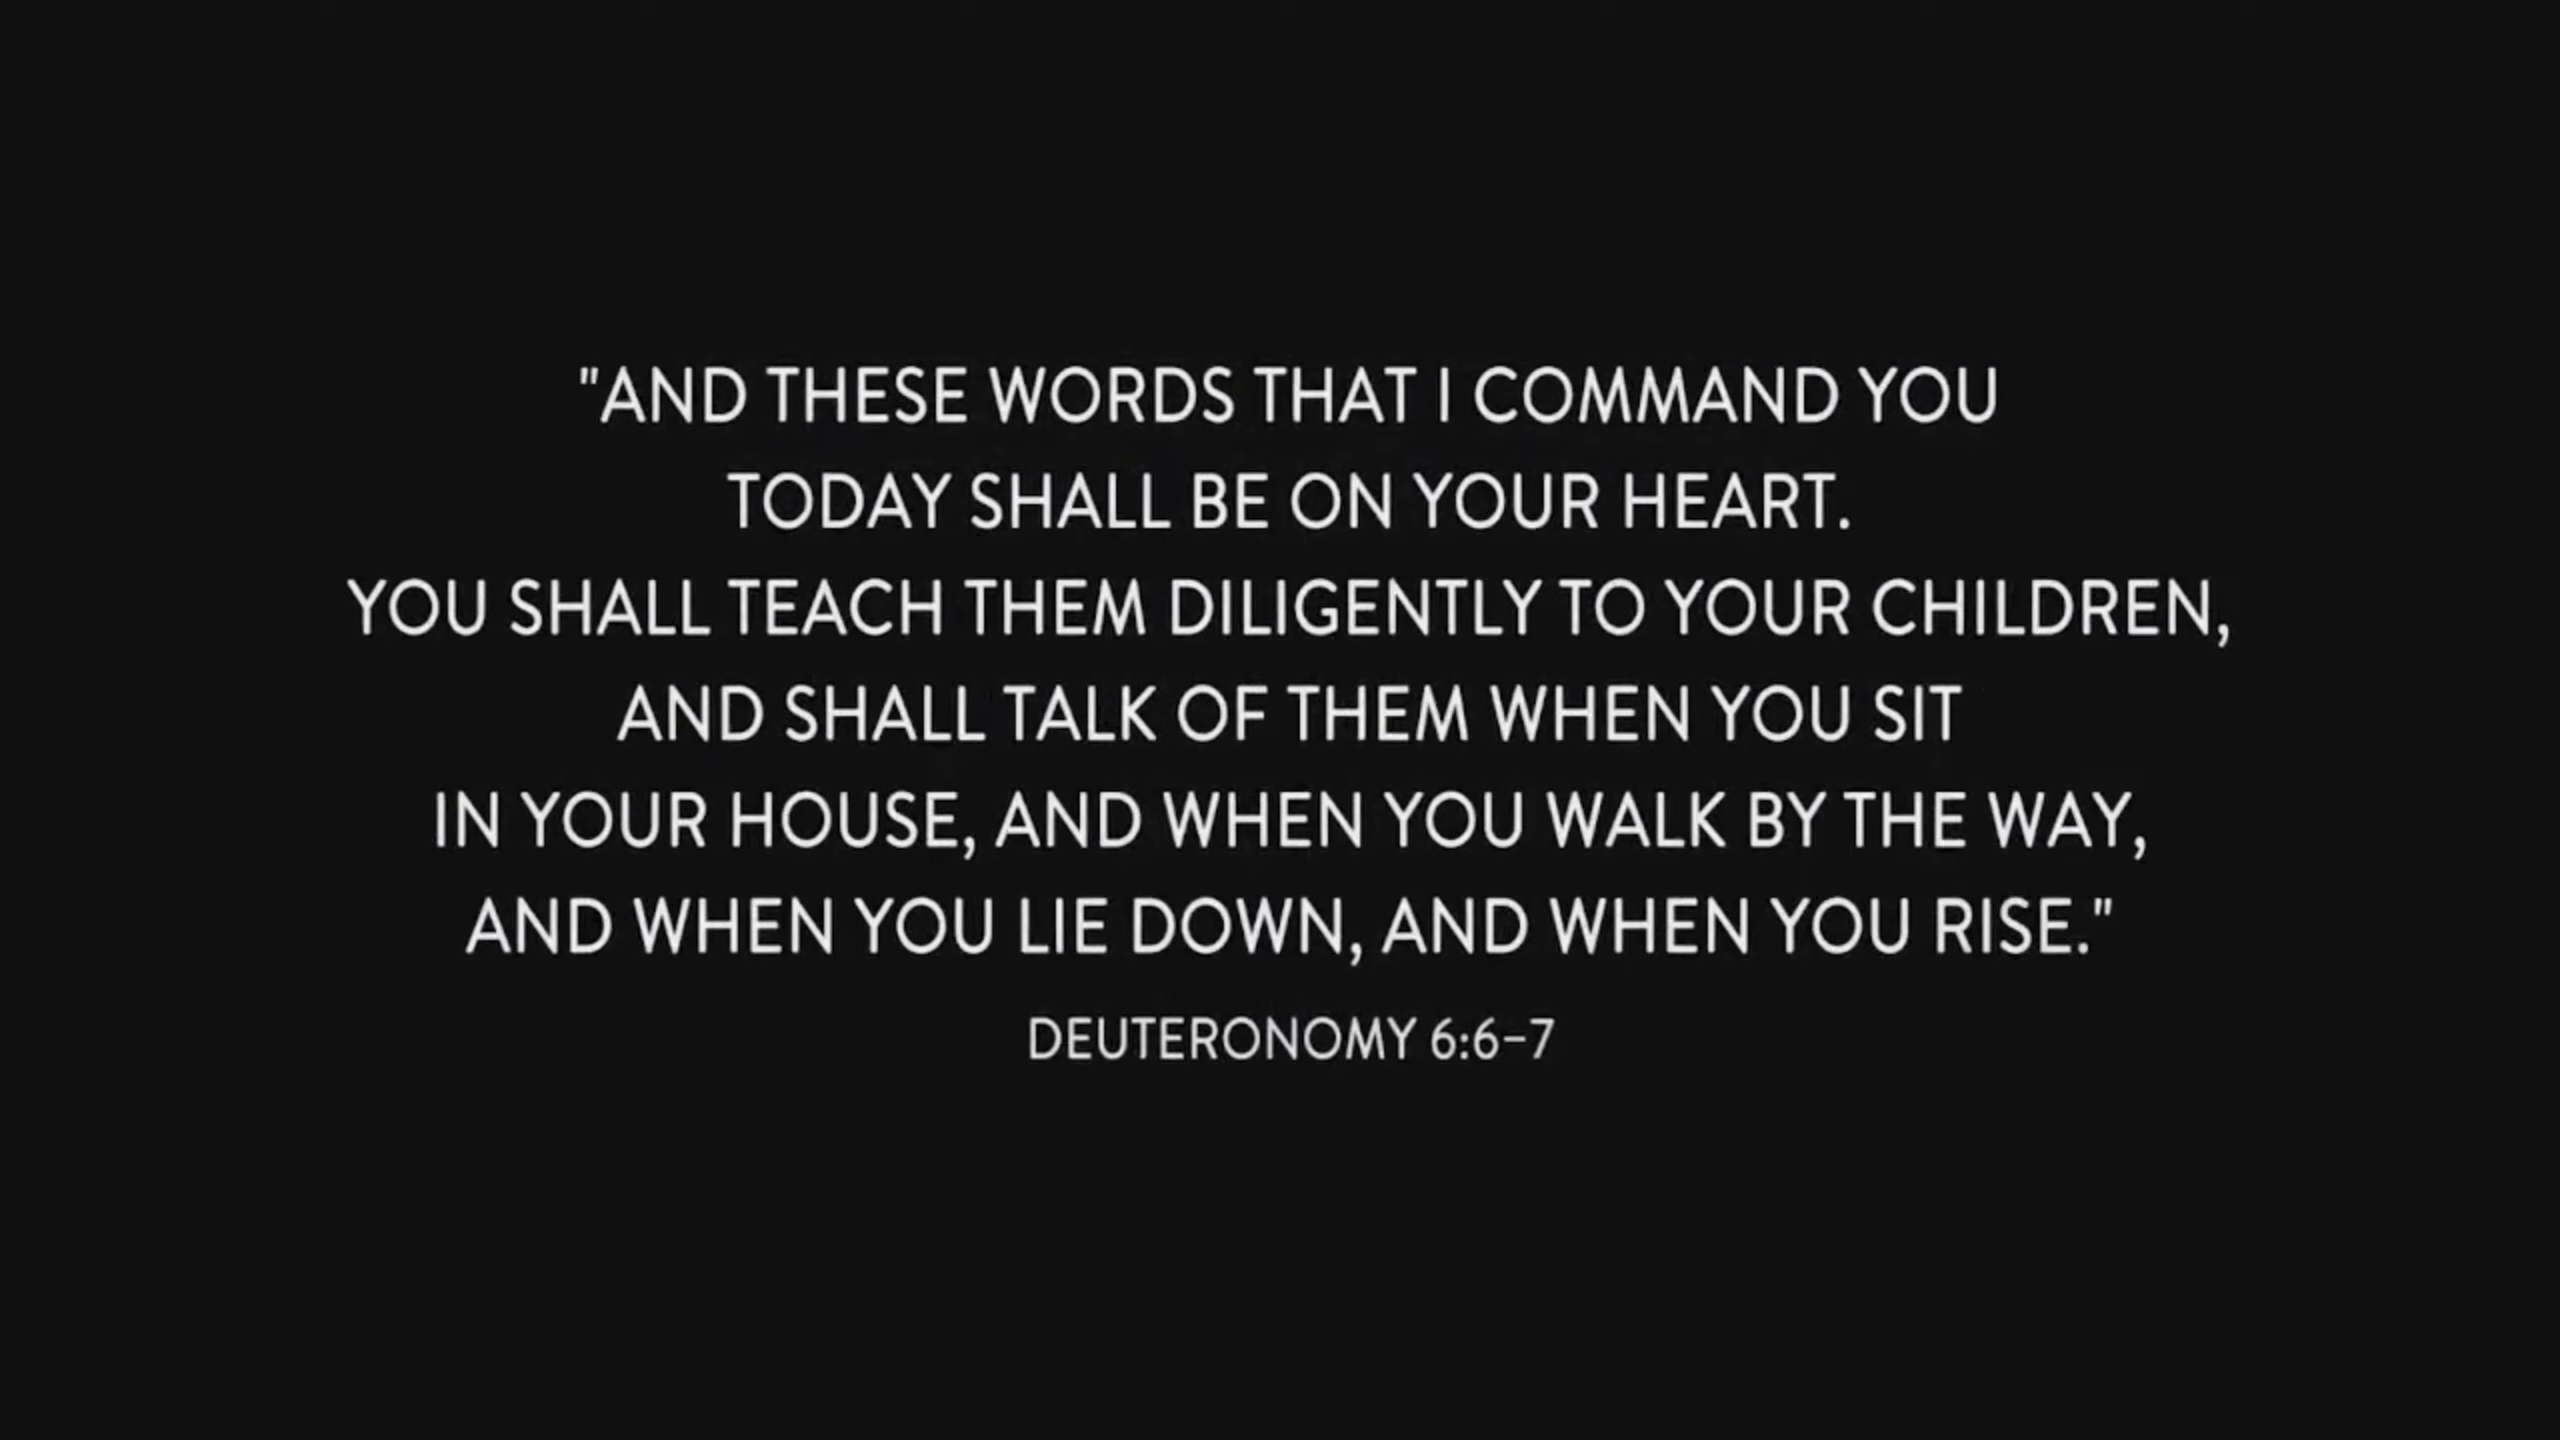 "AND THESE WORDS THAT I COMMAND YOU
TODAY SHALL BE ON YOUR HEART.
YOU SHALL TEACH THEM DILIGENTLY TO YOUR CHILDREN,
AND SHALL TALK OF THEM WHEN YOU SIT
IN YOUR HOUSE, AND WHEN YOU WALK BY THE WAY,
AND WHEN YOU LIE DOWN, AND WHEN YOU RISE."
DEUTERONOMY 6:6–7